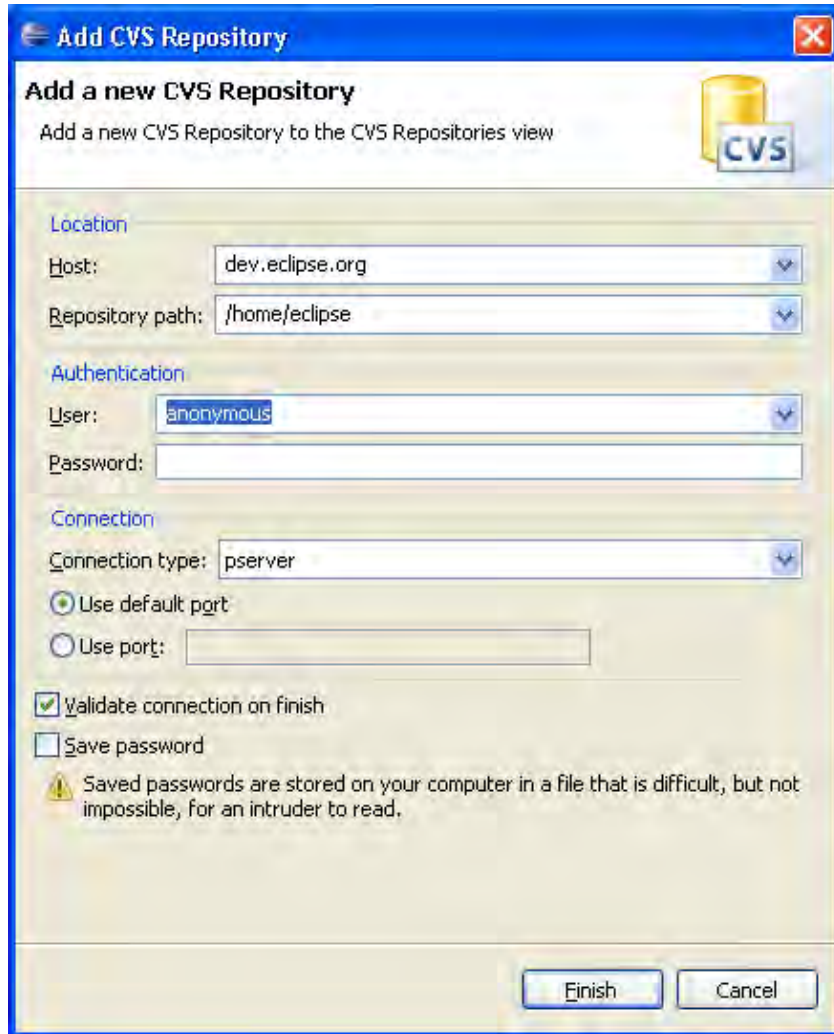 Add CVS Repository
Add a new CVS Repository
Add a new CVS Repository to the CVS Repositories view
CVS
Location
Host: dev.eclipse.org
Repository path: /home/eclipse
Authentication
User: anonymous
Password:
Connection
Connection type: pserver
Use default port
Use port:
Validate connection on finish
Save password
Saved passwords are stored on your computer in a file that is difficult, but not
impossible, for an intruder to read.
Finish Cancel